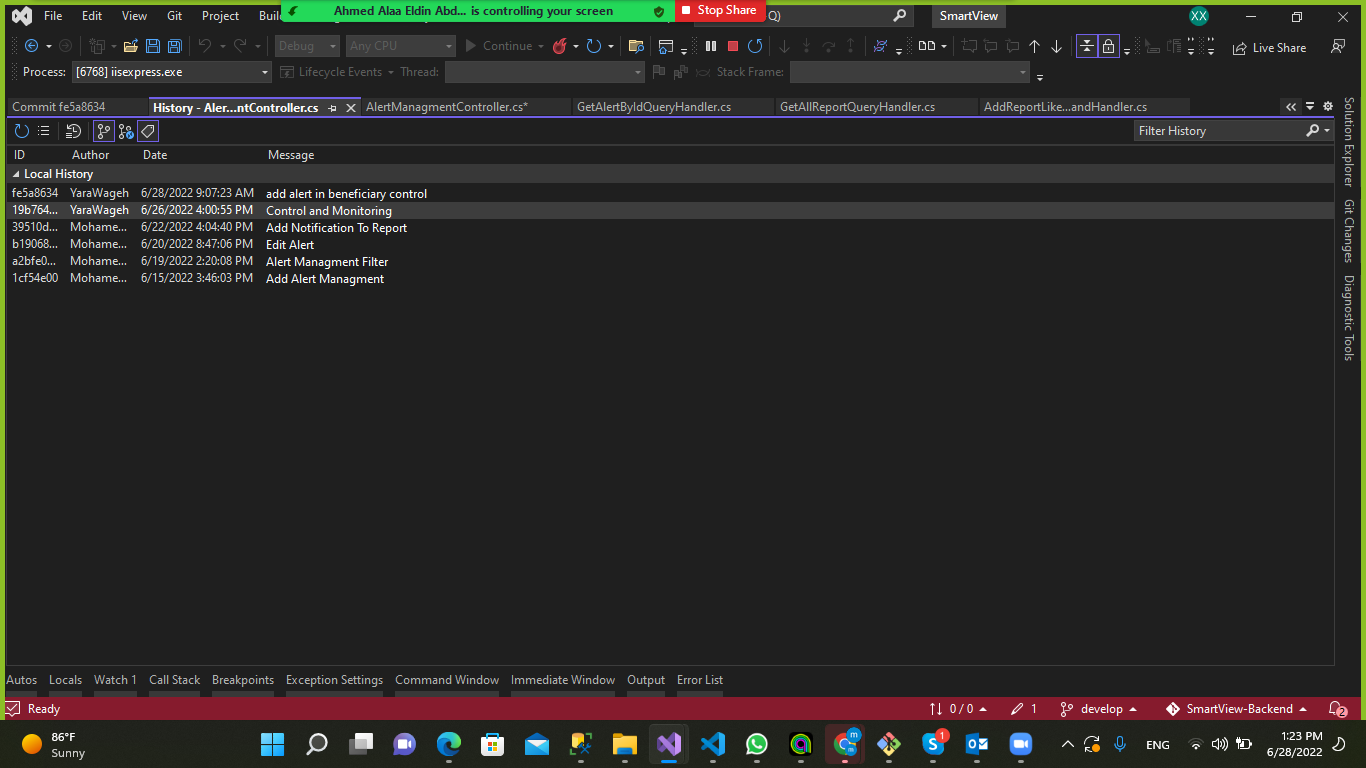 File Edit View Git Project Buil Ahmed Alaa Eldin Abd... is controlling your screen Stop Share Q) SmartView XX
Debug Any CPU Continue Live Share
Process: [6768] iisexpress.exe Lifecycle Events Thread: Stack Frame:
Commit fe5a8634 History - Aler...ntController.cs AlertManagmentController.cs* GetAlertByIdQueryHandler.cs GetAllReportQueryHandler.cs AddReportLike...andHandler.cs
Filter History
ID Author Date Message
Local History
fe5a8634 YaraWageh 6/28/2022 9:07:23 AM add alert in beneficiary control
19b764... YaraWageh 6/26/2022 4:00:55 PM Control and Monitoring
39510d... Mohame... 6/22/2022 4:04:40 PM Add Notification To Report
b19068... Mohame... 6/20/2022 8:47:06 PM Edit Alert
a2bfe0... Mohame... 6/19/2022 2:20:08 PM Alert Managment Filter
1cf54e00 Mohame... 6/15/2022 3:46:03 PM Add Alert Managment
Solution Explorer
Git Changes
Diagnostic Tools
Autos Locals Watch 1 Call Stack Breakpoints Exception Settings Command Window Immediate Window Output Error List
Ready 0 / 0 1 develop SmartView-Backend 2
86°F
Sunny
m 1 ENG
1:23 PM
6/28/2022